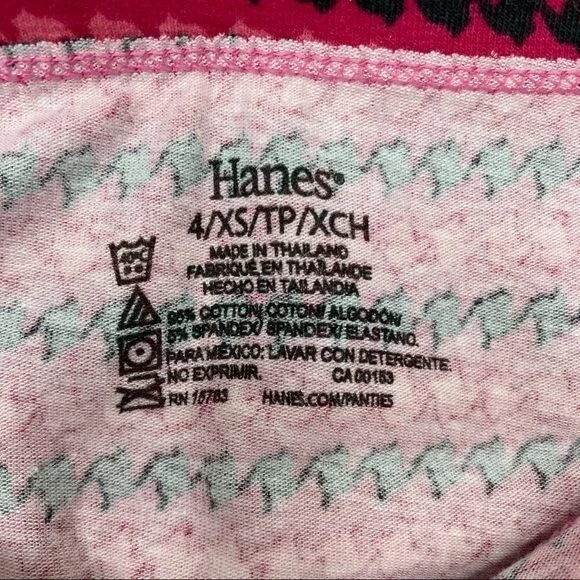 Hanes®
4/XS/TP/XCH
MADE IN THAILAND
FABRIQUÉ EN THAÏLANDE
HECHO EN TAILANDIA
95% COTTON/ COTON/ ALGODÓN
5% SPANDEX/ SPANDEX/ ELASTANO.
PARA MÉXICO: LAVAR CON DETERGENTE.
NO EXPRIMIR. CA 00153
RN 15763 HANES.COM/PANTIES
40°C